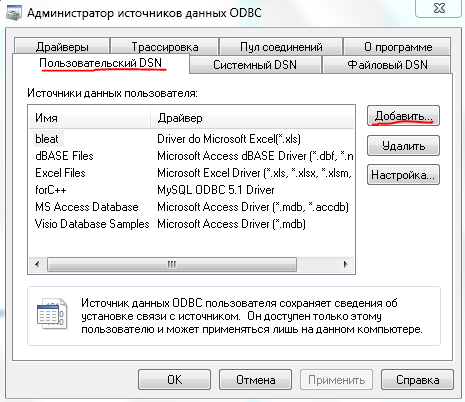 Администратор источников данных ODBC
Драйверы Трассировка Пул соединений О программе
Пользовательский DSN Системный DSN Файловый DSN
Источники данных пользователя:
Имя Драйвер
bleat Driver do Microsoft Excel(*.xls)
dBASE Files Microsoft Access dBASE Driver (*.dbf, *.n
Excel Files Microsoft Excel Driver (*.xls, *.xlsx, *.xlsm,
forC++ MySQL ODBC 5.1 Driver
MS Access Database Microsoft Access Driver (*.mdb, *.accdb)
Visio Database Samples Microsoft Access Driver (*.mdb)
Добавить...
Удалить
Настройка...
Источник данных ODBC пользователя сохраняет сведения об
установке связи с источником. Он доступен только этому
пользователю и может применяться лишь на данном компьютере.
OK Отмена Применить Справка